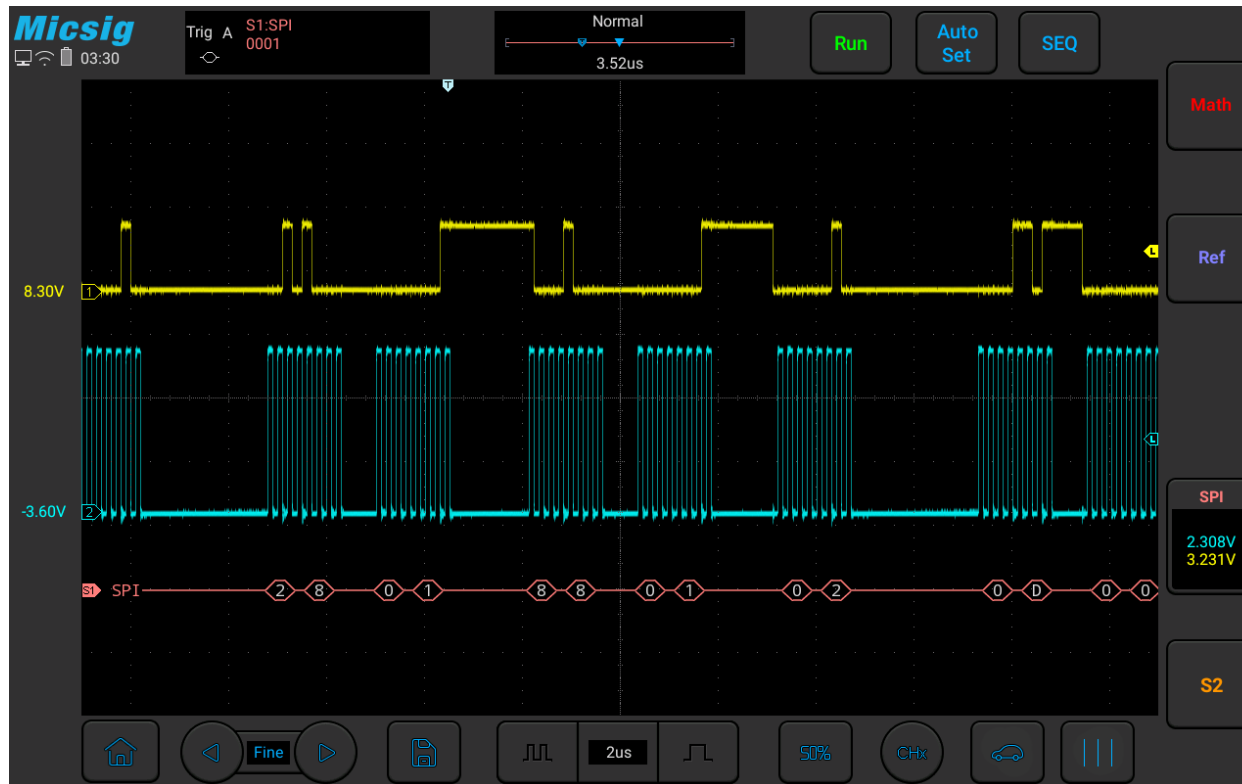 Micsig
03:30
Trig A S1:SPI
0001
Normal
3.52us
Run
Auto
Set
SEQ
T
Math
L
Ref
8.30V 1
L
-3.60V 2
SPI
2.308V
3.231V
S1 SPI 2 8 0 1 8 8 0 1 0 2 0 D 0 0
S2
Fine
2us
50%
CHx